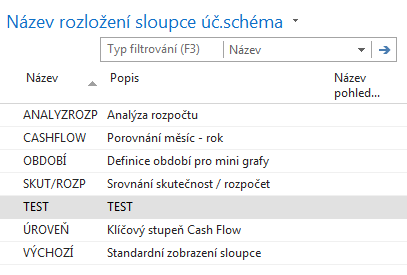 Název rozložení sloupce úč.schéma
Typ filtrování (F3) Název
Název Popis Název pohled...
ANALYZROZP Analýza rozpočtu
CASHFLOW Porovnání měsíc - rok
OBDOBÍ Definice období pro mini grafy
SKUT/ROZP Srovnání skutečnost / rozpočet
TEST TEST
ÚROVEŇ Klíčový stupeň Cash Flow
VÝCHOZÍ Standardní zobrazení sloupce